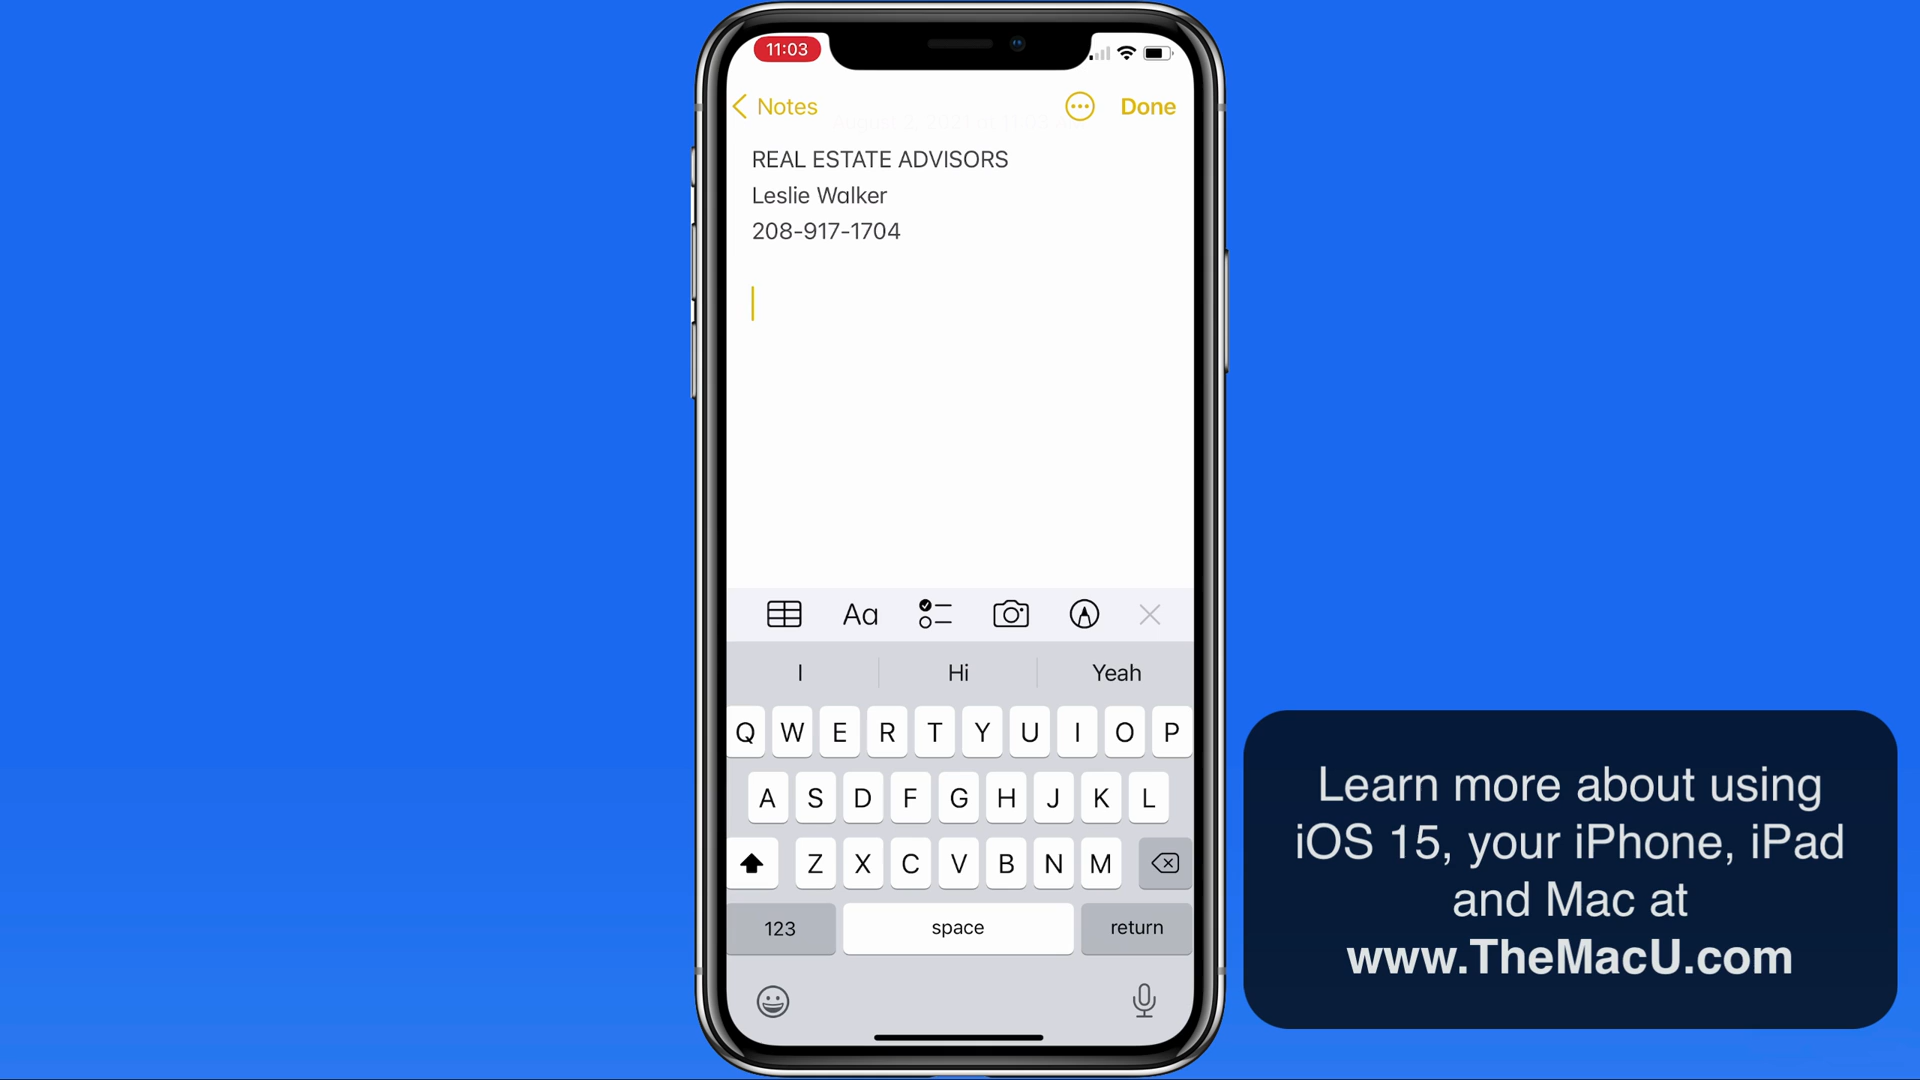 11:03
Notes
Done
REAL ESTATE ADVISORS
Leslie Walker
208-917-1704
Aa
I Hi Yeah
Q W E R T Y U I O P
A S D F G H J K L
Z X C V B N M
123 space return
Learn more about using
iOS 15, your iPhone, iPad
and Mac at
www.TheMacU.com